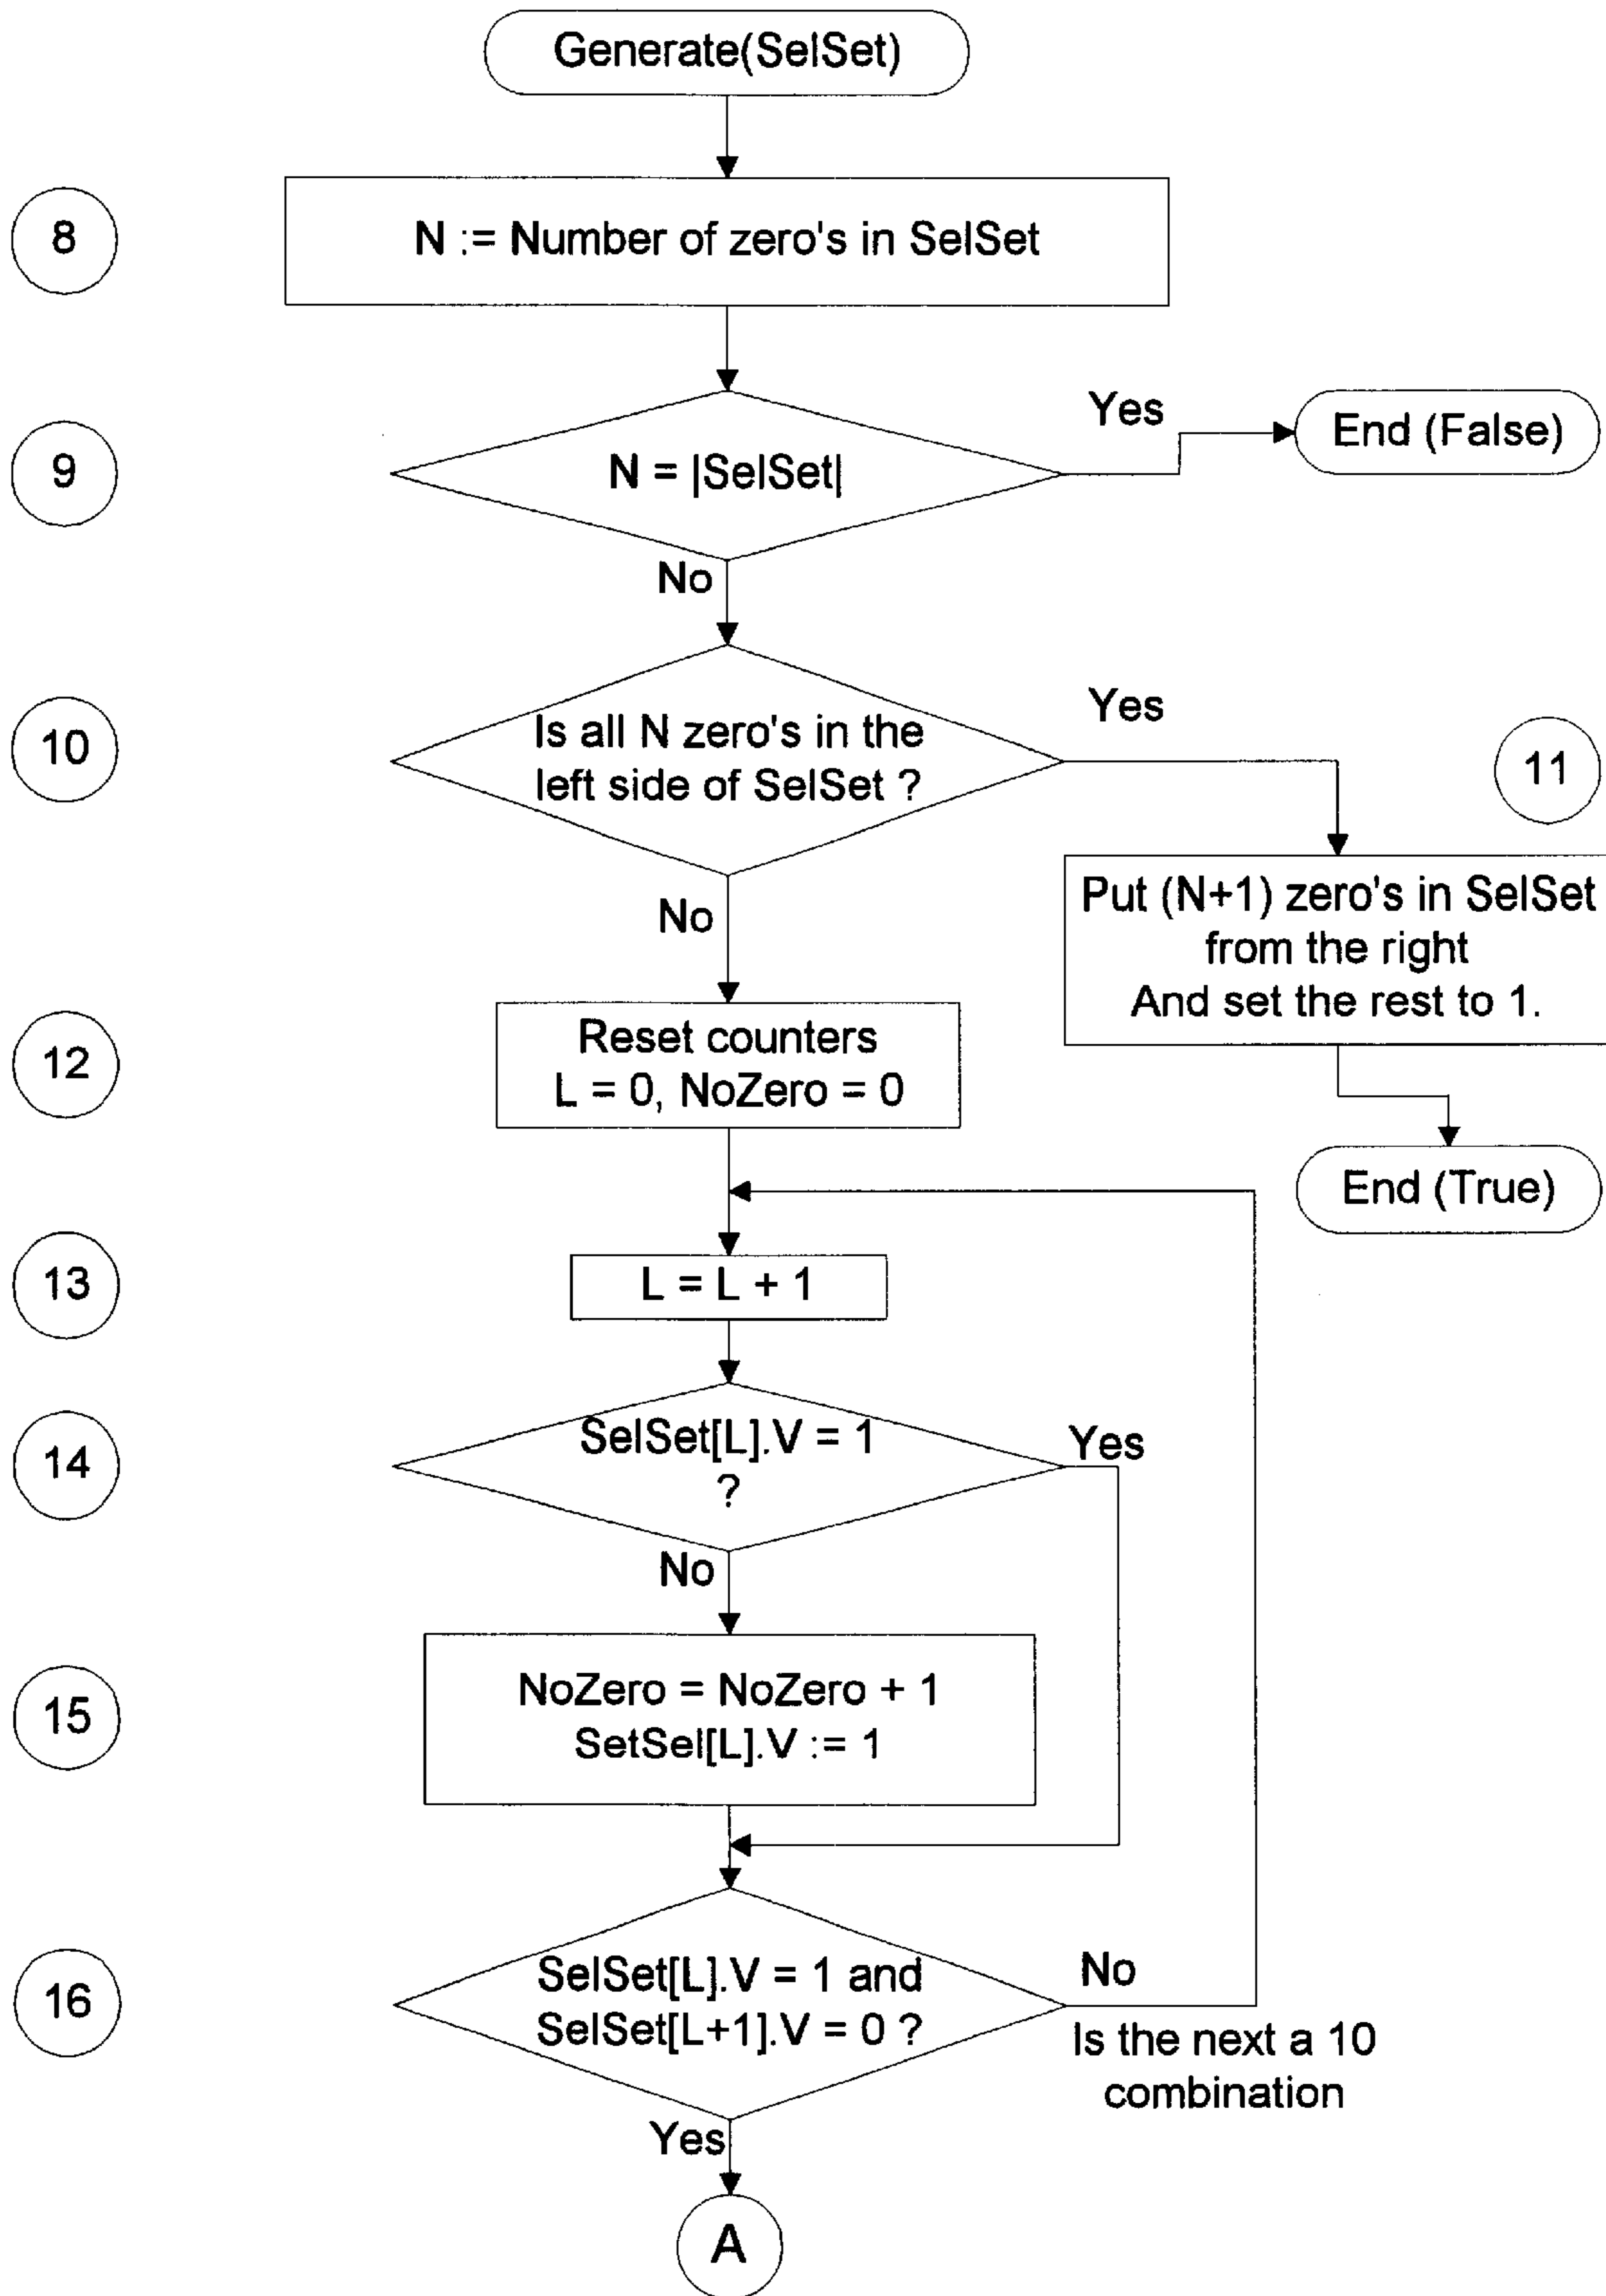 Generate(SelSet)
8
N := Number of zero's in SelSet
9
N = |SelSet|
Yes
End (False)
No
10
Is all N zero's in the
left side of SelSet ?
Yes
11
Put (N+1) zero's in SelSet
from the right
And set the rest to 1.
End (True)
No
12
Reset counters
L = 0, NoZero = 0
13
L = L + 1
14
SelSet[L].V = 1
?
Yes
No
15
NoZero = NoZero + 1
SetSel[L].V := 1
16
SelSet[L].V = 1 and
SelSet[L+1].V = 0 ?
No
Is the next a 10
combination
Yes
A